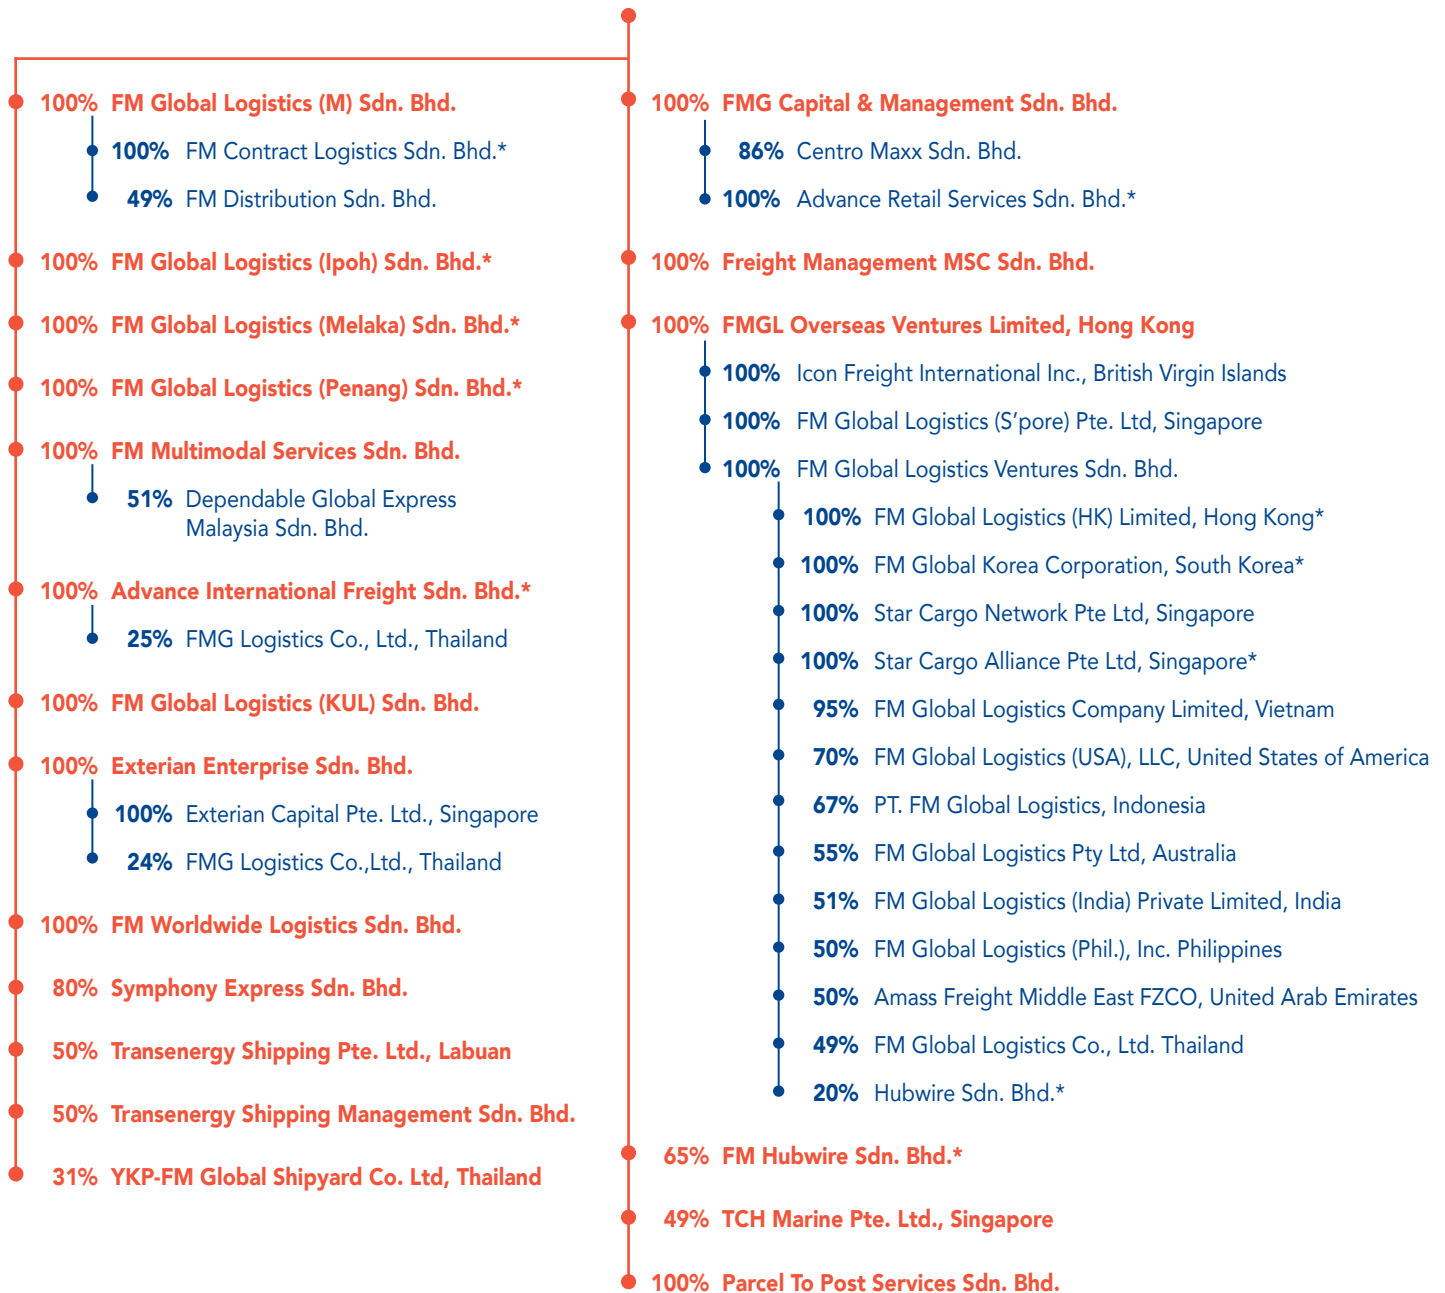 100% FM Global Logistics (M) Sdn. Bhd.
100% FM Contract Logistics Sdn. Bhd.*
49% FM Distribution Sdn. Bhd.
100% FM Global Logistics (Ipoh) Sdn. Bhd.*
100% FM Global Logistics (Melaka) Sdn. Bhd.*
100% FM Global Logistics (Penang) Sdn. Bhd.*
100% FM Multimodal Services Sdn. Bhd.
51% Dependable Global Express
Malaysia Sdn. Bhd.
100% Advance International Freight Sdn. Bhd.*
25% FMG Logistics Co., Ltd., Thailand
100% FM Global Logistics (KUL) Sdn. Bhd.
100% Exterian Enterprise Sdn. Bhd.
100% Exterian Capital Pte. Ltd., Singapore
24% FMG Logistics Co.,Ltd., Thailand
100% FM Worldwide Logistics Sdn. Bhd.
80% Symphony Express Sdn. Bhd.
50% Transenergy Shipping Pte. Ltd., Labuan
50% Transenergy Shipping Management Sdn. Bhd.
31% YKP-FM Global Shipyard Co. Ltd, Thailand
100% FMG Capital & Management Sdn. Bhd.
86% Centro Maxx Sdn. Bhd.
100% Advance Retail Services Sdn. Bhd.*
100% Freight Management MSC Sdn. Bhd.
100% FMGL Overseas Ventures Limited, Hong Kong
100% Icon Freight International Inc., British Virgin Islands
100% FM Global Logistics (S’pore) Pte. Ltd, Singapore
100% FM Global Logistics Ventures Sdn. Bhd.
100% FM Global Logistics (HK) Limited, Hong Kong*
100% FM Global Korea Corporation, South Korea*
100% Star Cargo Network Pte Ltd, Singapore
100% Star Cargo Alliance Pte Ltd, Singapore*
95% FM Global Logistics Company Limited, Vietnam
70% FM Global Logistics (USA), LLC, United States of America
67% PT. FM Global Logistics, Indonesia
55% FM Global Logistics Pty Ltd, Australia
51% FM Global Logistics (India) Private Limited, India
50% FM Global Logistics (Phil.), Inc. Philippines
50% Amass Freight Middle East FZCO, United Arab Emirates
49% FM Global Logistics Co., Ltd. Thailand
20% Hubwire Sdn. Bhd.*
65% FM Hubwire Sdn. Bhd.*
49% TCH Marine Pte. Ltd., Singapore
100% Parcel To Post Services Sdn. Bhd.